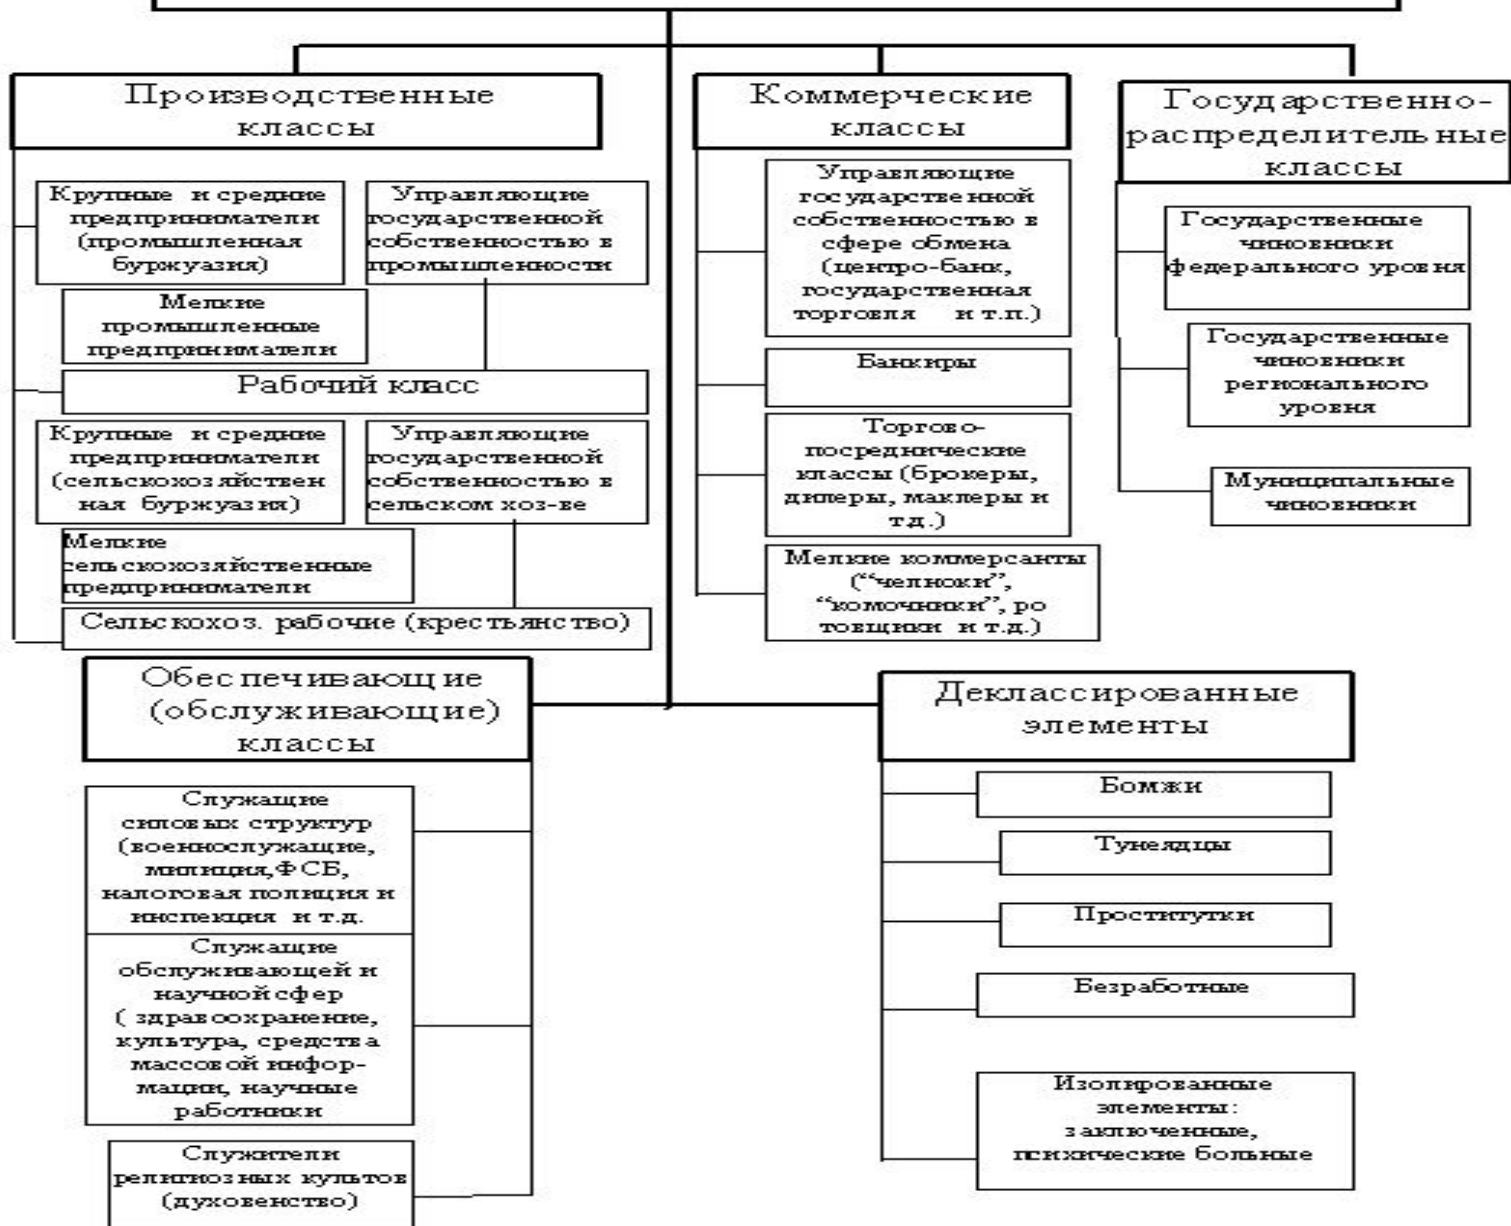 Производственные
классы
Крупные и средние
предприниматели
(промышленная
буржуазия)
Управляющие
государственной
собственностью в
промышленности
Мелкие
промышленные
предприниматели
Рабочий класс
Крупные и средние
предприниматели
(сельскохозяйствен
ная буржуазия)
Управляющие
государственной
собственностью в
сельском хоз-ве
Мелкие
сельскохозяйственные
предприниматели
Сельскохоз. рабочие (крестьянство)
Коммерческие
классы
Управляющие
государственной
собственностью в
сфере обмена
(центро-банк,
государственная
торговля и т.п.)
Банкиры
Торгово-
посреднические
классы (брокеры,
дилеры, маклеры и
т.д.)
Мелкие коммерсанты
(“челноки”,
“комочники”, ро
товщики и т.д.)
Государственно-
распределительные
классы
Государственные
чиновники
федерального уровня
Государственные
чиновники
регионального
уровня
Муниципальные
чиновники
Обеспечивающие
(обслуживающие)
классы
Служащие
силовых структур
(военнослужащие,
милиция,ФСБ,
налоговая полиция и
инспекция и т.д.
Служащие
обслуживающей и
научной сфер
( здравоохранение,
культура, средства
массовой инфор-
мации, научные
работники
Служители
религиозных культов
(духовенство)
Деклассированные
элементы
Бомжи
Тунеядцы
Проститутки
Безработные
Изолированные
элементы:
заключенные,
психические больные